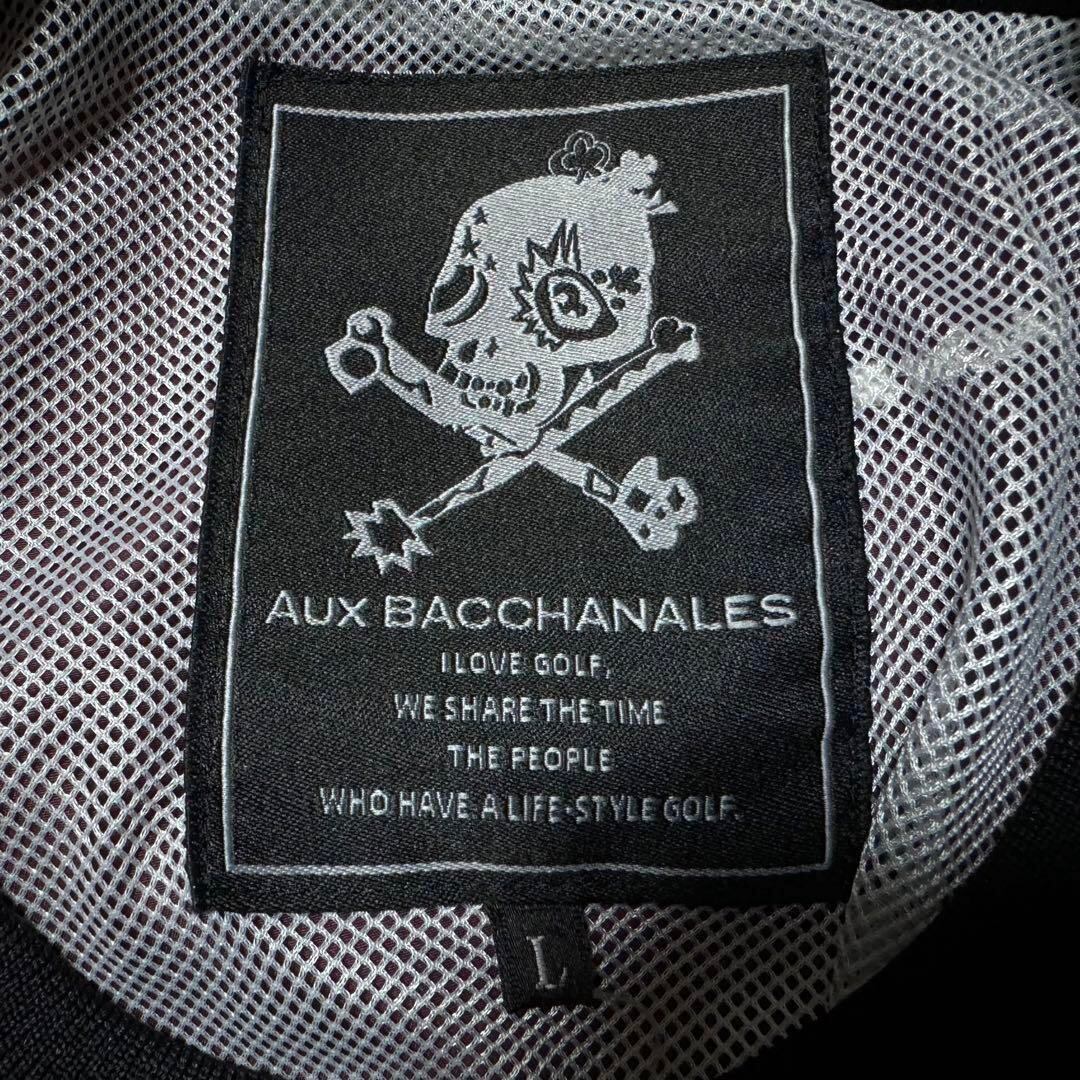 AUX BACCHANALES
I LOVE GOLF,
WE SHARE THE TIME
THE PEOPLE
WHO HAVE A LIFE-STYLE GOLF.
L